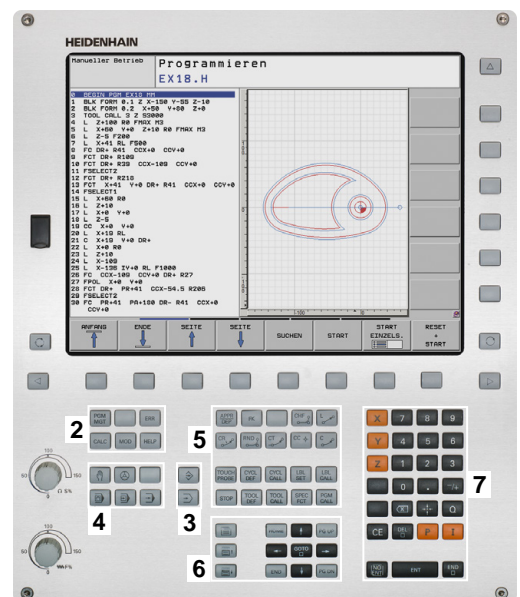 HEIDENHAIN
Manueller Betrieb
Programmieren
EX18.H
0 BEGIN PGM EX18 MM
1 BLK FORM 0.1 Z X-150 Y-55 Z-10
2 BLK FORM 0.2 X+50 Y+80 Z+0
3 TOOL CALL 3 Z S3000
4 L Z+100 R0 FMAX M3
5 L X+60 Y+0 Z+10 R0 FMAX M3
6 L Z-5 F200
7 L X+41 RL F500
8 FC DR+ R41 CCX+0 CCY+0
9 FCT DR+ R109
10 FCT DR+ R39 CCX-109 CCY+0
11 FSELECT2
12 FCT DR+ R218
13 FCT X+41 Y+0 DR+ R41 CCX+0 CCY+0
14 FSELECT1
15 L X+60 R0
16 L Z+10
17 L X+0 Y+0
18 L Z-5
19 CC X+0 Y+0
20 L X+19 RL
21 C X+19 Y+0 DR+
22 L X+0 R0
23 L Z+10
24 L X-109
25 L X-135 IY+0 RL F1000
26 FC CCX-109 CCY+0 DR+ R27
27 FPOL X+0 Y+0
28 FCT DR+ PR+41 CCX-54.5 R206
29 FSELECT2
30 FC PR+41 PA+180 DR- R41 CCX+0
CCY+0
ANFANG
ENDE
SEITE
SEITE
SUCHEN
START
START
EINZELS.
RESET
+
START
PGM MGT
ERR
CALC
MOD
HELP
2
4
3
APPR DEP
FK
CHF
L
CR
RND
CT
CC
C
5
TOUCH PROBE
CYCL DEF
CYCL CALL
LBL SET
LBL CALL
STOP
TOOL DEF
TOOL CALL
SPEC FCT
PGM CALL
HOME
PG UP
GOTO
END
PG DN
6
X
7
8
9
Y
4
5
6
Z
1
2
3
0
.
-/+
Q
CE
DEL
P
I
NO ENT
ENT
END
7